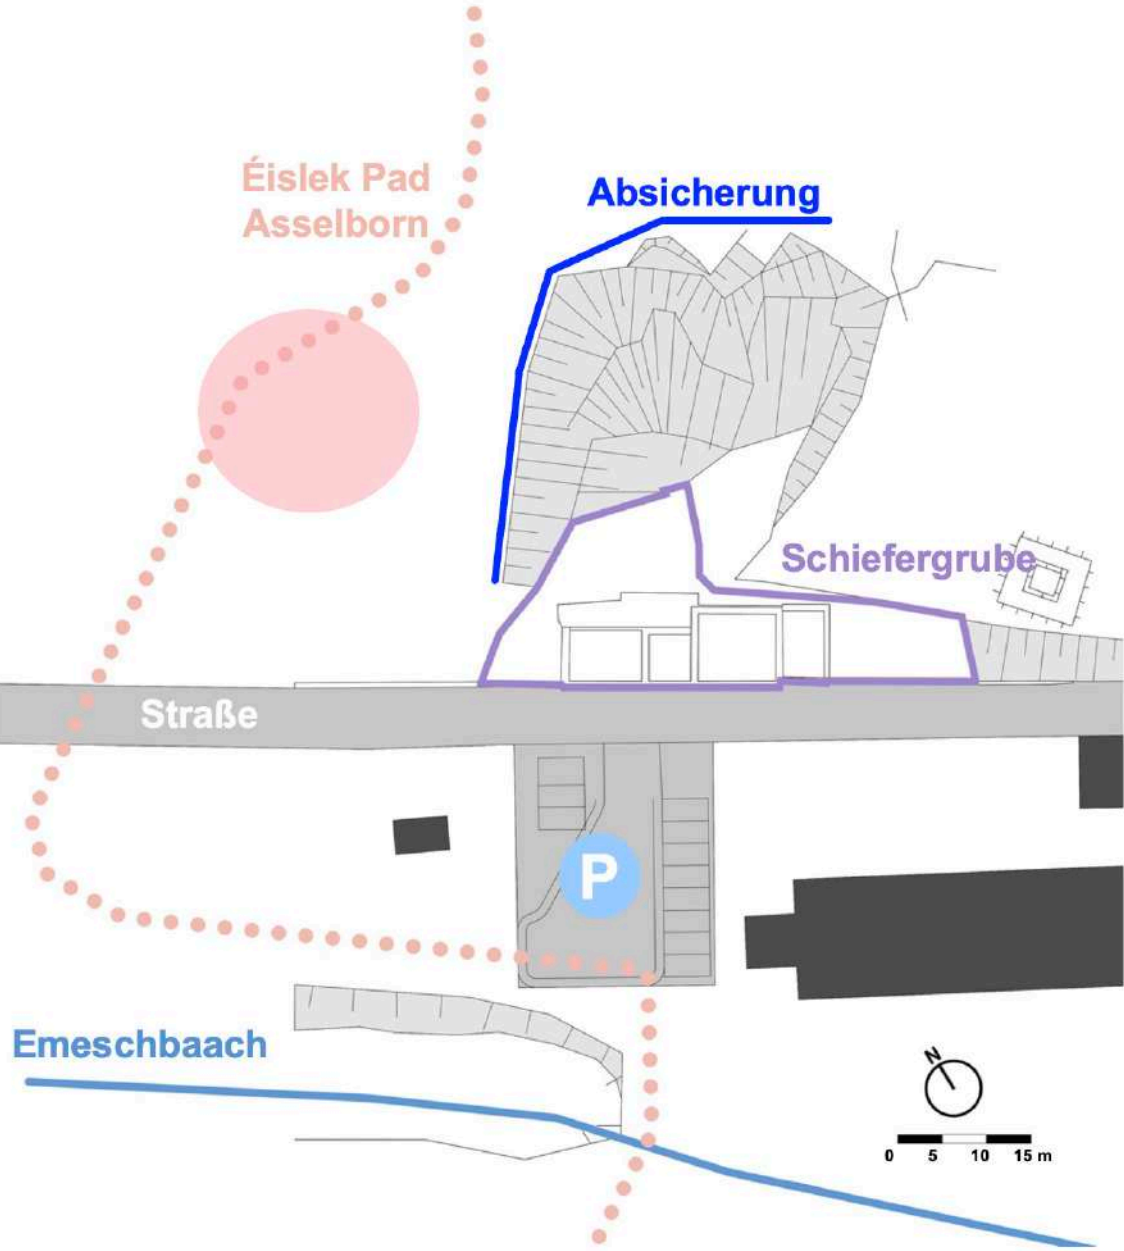 Éislek Pad
Asselborn
Absicherung
Schiefergrube
Straße
P
Emeschbaach
N
0 5 10 15 m